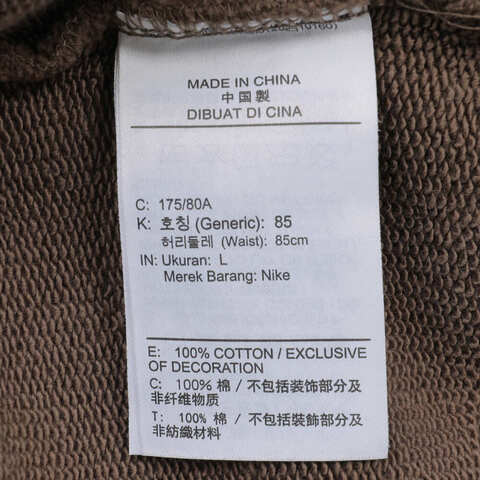 MADE IN CHINA
中国製
DIBUAT DI CINA
C: 175/80A
K: 호칭 (Generic): 85
허리둘레 (Waist): 85cm
IN: Ukuran: L
Merek Barang: Nike
E: 100% COTTON / EXCLUSIVE
OF DECORATION
C: 100% 棉 / 不包括装饰部分及
非纤维物质
T: 100% 棉 / 不包括裝飾部分及
非紡織材料